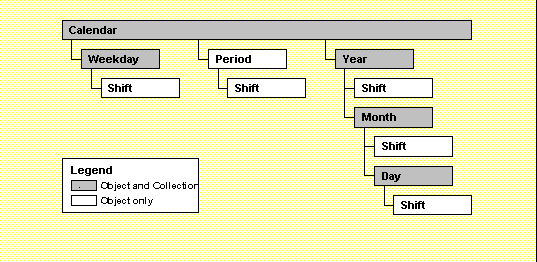 Calendar
Weekday
Period
Year
Shift
Shift
Shift
Month
Shift
Day
Shift
Legend
Object and Collection
Object only